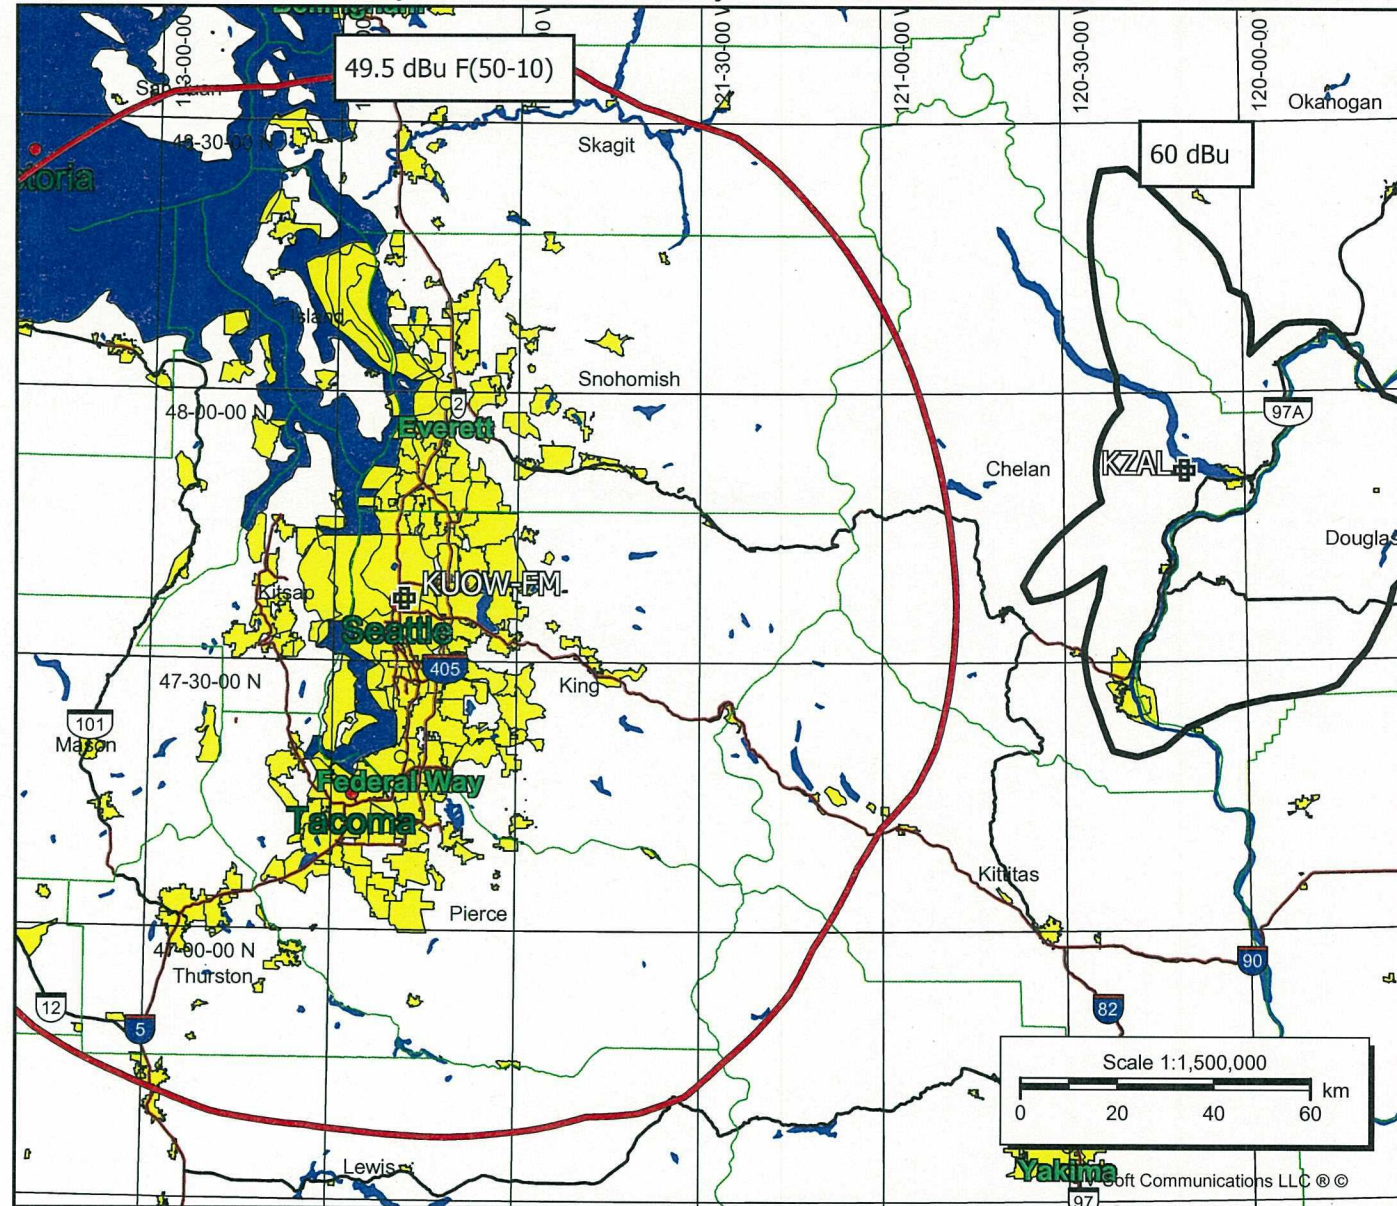 49.5 dBu F(50-10)
60 dBu
121-00-00 W
120-30-00
120-00-00
Okanogan
Skagit
48-30-00 N
Island
Snohomish
48-00-00 N
2
Everett
97A
Chelan
KZAL
Douglas
KUOW-FM
Kitsap
Seattle
405
47-30-00 N
King
101
Mason
Federal Way
Tacoma
Kittitas
Pierce
47-00-00 N
Thurston
90
12
5
82
Scale 1:1,500,000
km
0 20 40 60
Lewis
Yakima
Soft Communications LLC ® ©
97